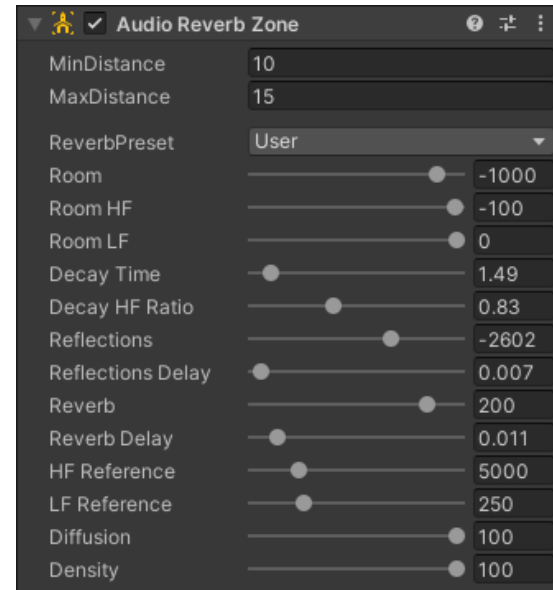 Audio Reverb Zone
MinDistance 10
MaxDistance 15
ReverbPreset User
Room -1000
Room HF -100
Room LF 0
Decay Time 1.49
Decay HF Ratio 0.83
Reflections -2602
Reflections Delay 0.007
Reverb 200
Reverb Delay 0.011
HF Reference 5000
LF Reference 250
Diffusion 100
Density 100